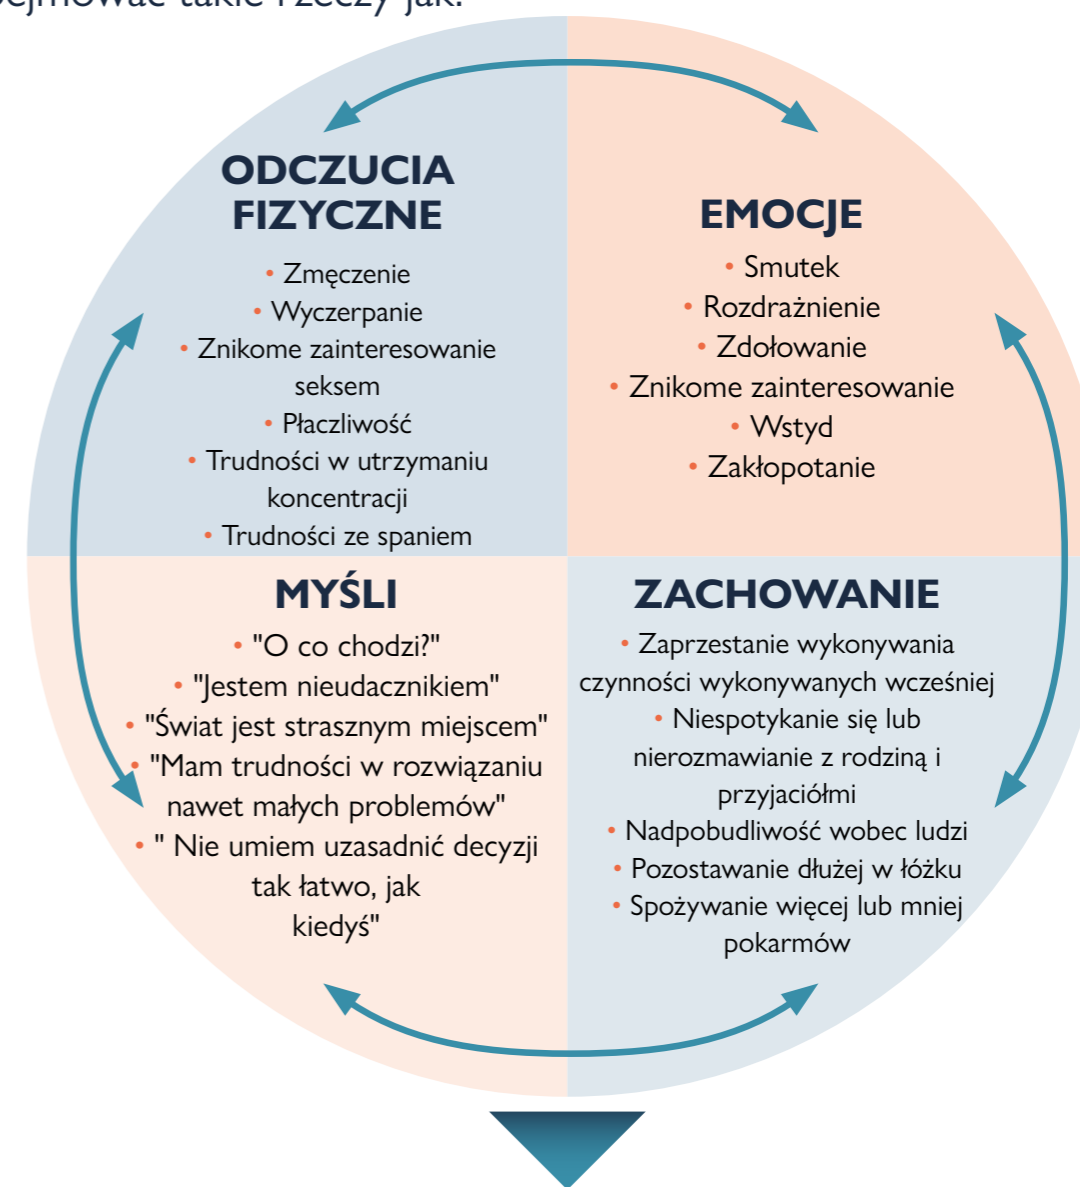 takie rzeczy jak:
ODCZUCIA
FIZYCZNE
• Zmęczenie
• Wyczerpanie
• Znikome zainteresowanie
seksem
• Płaczliwość
• Trudności w utrzymaniu
koncentracji
• Trudności ze spaniem
EMOCJE
• Smutek
• Rozdrażnienie
• Zdołowanie
• Znikome zainteresowanie
• Wstyd
• Zakłopotanie
MYŚLI
• "O co chodzi?"
• "Jestem nieudacznikiem"
• "Świat jest strasznym miejscem"
• "Mam trudności w rozwiązaniu
nawet małych problemów"
• " Nie umiem uzasadnić decyzji
tak łatwo, jak
kiedyś"
ZACHOWANIE
• Zaprzestanie wykonywania
czynności wykonywanych wcześniej
• Niespotykanie się lub
nierozmawianie z rodziną i
przyjaciółmi
• Nadpobudliwość wobec ludzi
• Pozostawanie dłużej w łóżku
• Spożywanie więcej lub mniej
pokarmów